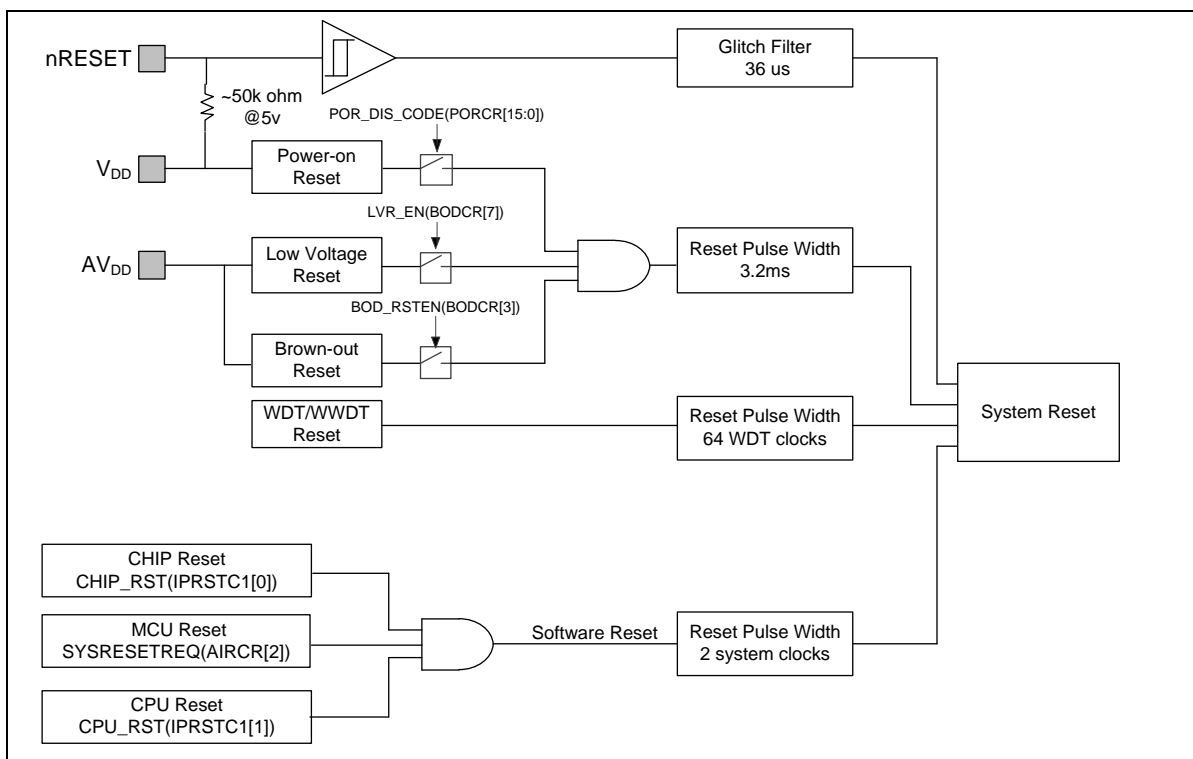 nRESET
Glitch Filter
36 us
~50k ohm
@5v
POR_DIS_CODE(PORCR[15:0])
VDD
Power-on
Reset
LVR_EN(BODCR[7])
AVDD
Low Voltage
Reset
Reset Pulse Width
3.2ms
BOD_RSTEN(BODCR[3])
Brown-out
Reset
WDT/WWDT
Reset
Reset Pulse Width
64 WDT clocks
System Reset
CHIP Reset
CHIP_RST(IPRSTC1[0])
MCU Reset
SYSRESETREQ(AIRCR[2])
Software Reset
Reset Pulse Width
2 system clocks
CPU Reset
CPU_RST(IPRSTC1[1])